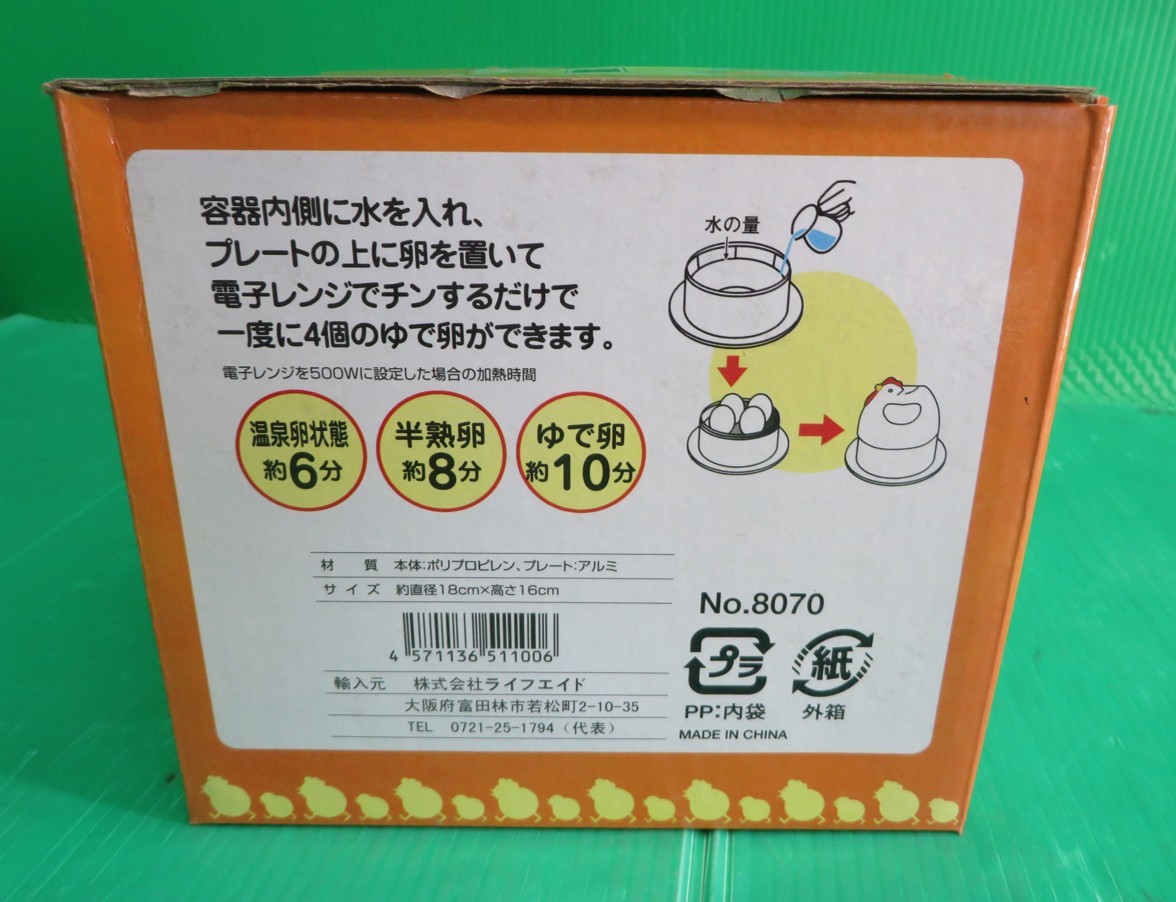 容器内側に水を入れ、
プレートの上に卵を置いて
電子レンジでチンするだけで
一度に4個のゆで卵ができます。
電子レンジを500Wに設定した場合の加熱時間
温泉卵状態
約6分
半熟卵
約8分
ゆで卵
約10分
水の量
材 質 本体:ポリプロピレン、プレート:アルミ
サイズ 約直径18cm×高さ16cm
4 571136 511006
輸入元 株式会社ライフエイド
大阪府富田林市若松町2-10-35
TEL 0721-25-1794(代表)
No.8070
プラ
紙
PP:内袋
外箱
MADE IN CHINA